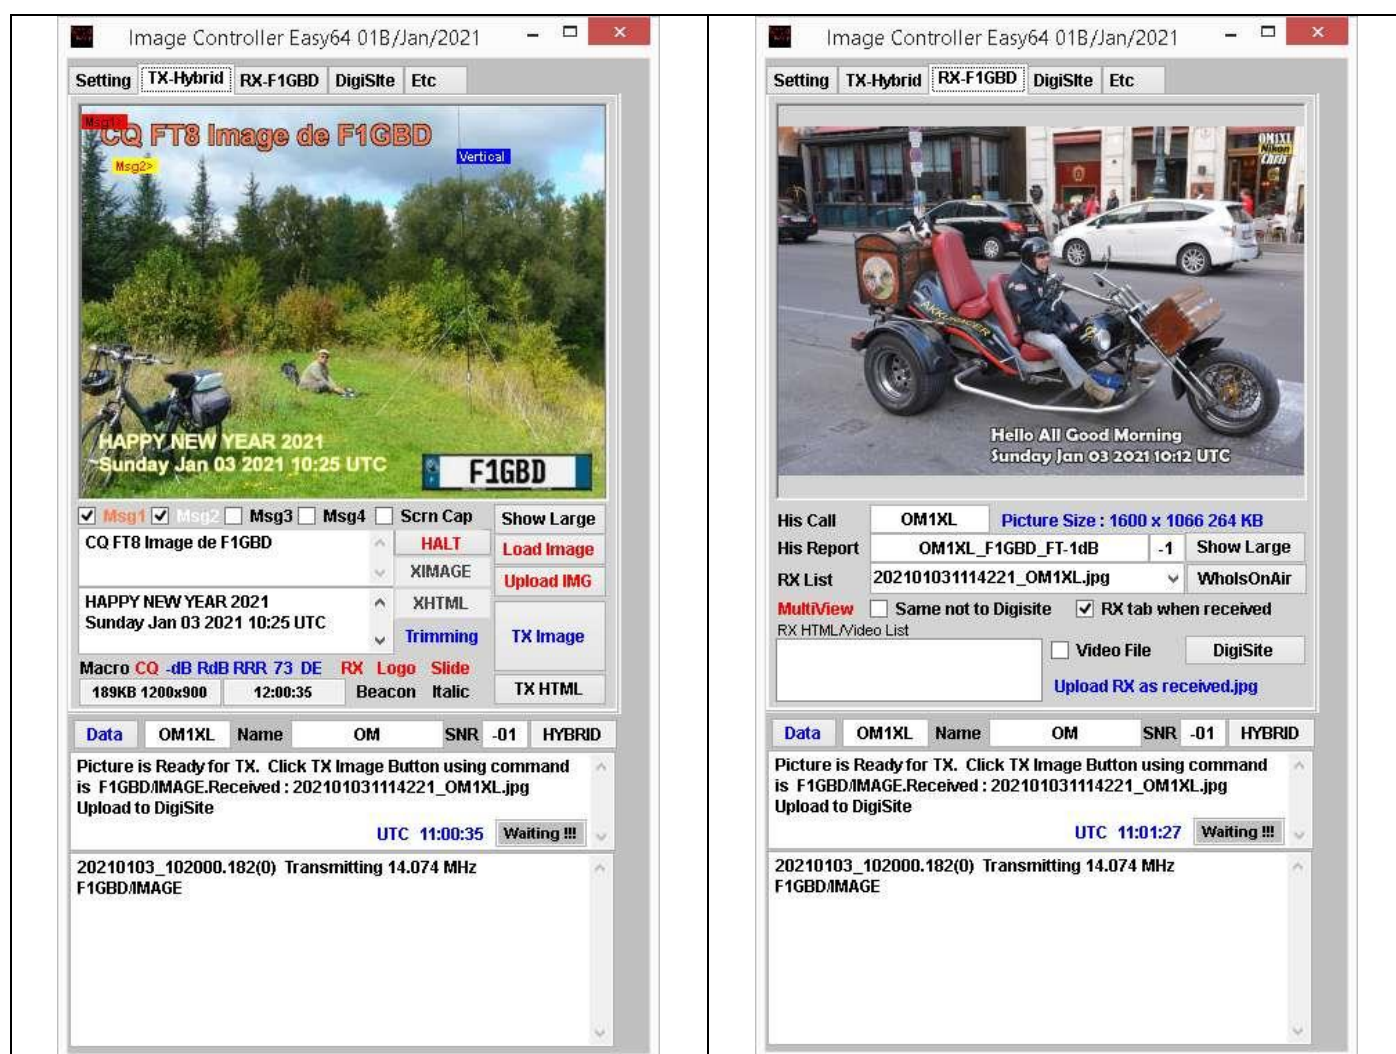 Image Controller Easy64 01B/Jan/2021
Setting TX-Hybrid RX-F1GBD DigiSIte Etc
Msg1>
CQ FT8 Image de F1GBD
Msg2>
Vertical
HAPPY NEW YEAR 2021
Sunday Jan 03 2021 10:25 UTC
F1GBD
Msg1 Msg2 Msg3 Msg4 Scrn Cap Show Large
CQ FT8 Image de F1GBD
HALT Load Image
XIMAGE Upload IMG
HAPPY NEW YEAR 2021
Sunday Jan 03 2021 10:25 UTC
XHTML
Trimming TX Image
Macro CQ -dB RdB RRR 73 DE RX Logo Slide
189KB 1200x900 12:00:35 Beacon Italic TX HTML
Data OM1XL Name OM SNR -01 HYBRID
Picture is Ready for TX. Click TX Image Button using command
is F1GBD/IMAGE.Received : 202101031114221_OM1XL.jpg
Upload to DigiSite
UTC 11:00:35 Waiting !!!
20210103_102000.182(0) Transmitting 14.074 MHz
F1GBD/IMAGE
Image Controller Easy64 01B/Jan/2021
Setting TX-Hybrid RX-F1GBD DigiSIte Etc
OM1XL
Nikon
Chris
AKKURACER
Hello All Good Morning
Sunday Jan 03 2021 10:12 UTC
His Call OM1XL Picture Size : 1600 x 1066 264 KB
His Report OM1XL_F1GBD_FT-1dB -1 Show Large
RX List 202101031114221_OM1XL.jpg WhoIsOnAir
MultiView Same not to Digisite RX tab when received
RX HTML/Video List
Video File DigiSite
Upload RX as received.jpg
Data OM1XL Name OM SNR -01 HYBRID
Picture is Ready for TX. Click TX Image Button using command
is F1GBD/IMAGE.Received : 202101031114221_OM1XL.jpg
Upload to DigiSite
UTC 11:01:27 Waiting !!!
20210103_102000.182(0) Transmitting 14.074 MHz
F1GBD/IMAGE